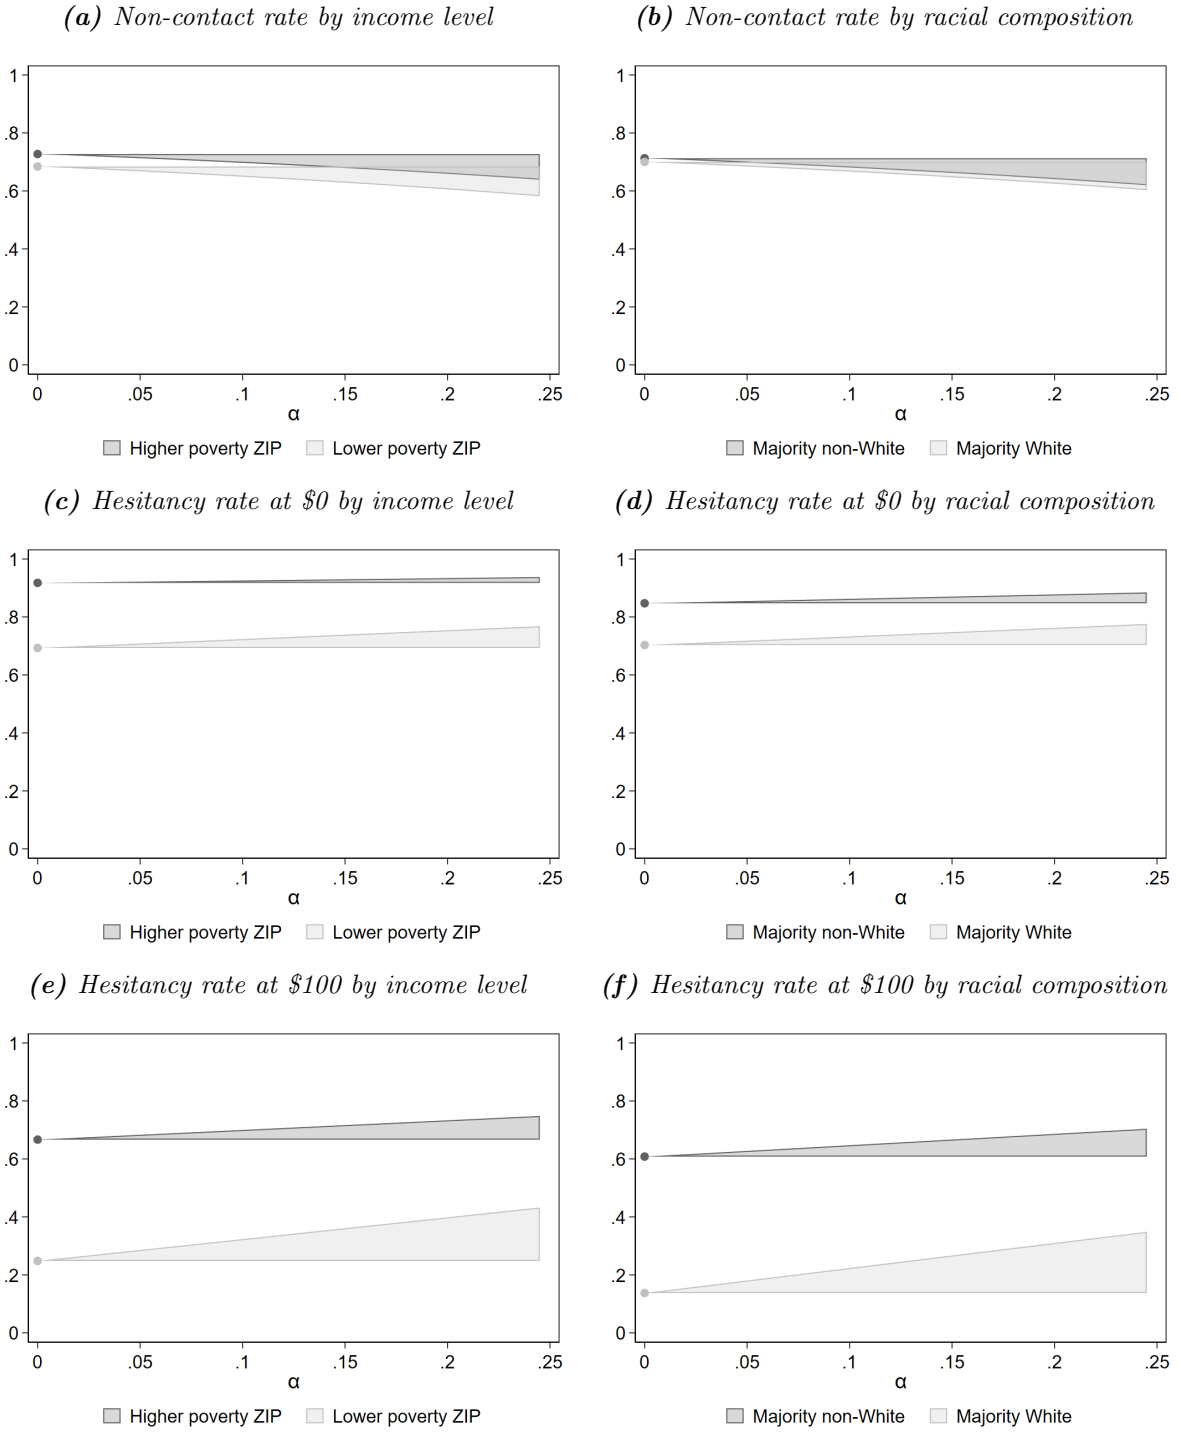 (a) Non-contact rate by income level
1
.8
.6
.4
.2
0
0 .05 .1 .15 .2 .25
α
Higher poverty ZIP Lower poverty ZIP
(b) Non-contact rate by racial composition
1
.8
.6
.4
.2
0
0 .05 .1 .15 .2 .25
α
Majority non-White Majority White
(c) Hesitancy rate at $0 by income level
1
.8
.6
.4
.2
0
0 .05 .1 .15 .2 .25
α
Higher poverty ZIP Lower poverty ZIP
(d) Hesitancy rate at $0 by racial composition
1
.8
.6
.4
.2
0
0 .05 .1 .15 .2 .25
α
Majority non-White Majority White
(e) Hesitancy rate at $100 by income level
1
.8
.6
.4
.2
0
0 .05 .1 .15 .2 .25
α
Higher poverty ZIP Lower poverty ZIP
(f) Hesitancy rate at $100 by racial composition
1
.8
.6
.4
.2
0
0 .05 .1 .15 .2 .25
α
Majority non-White Majority White